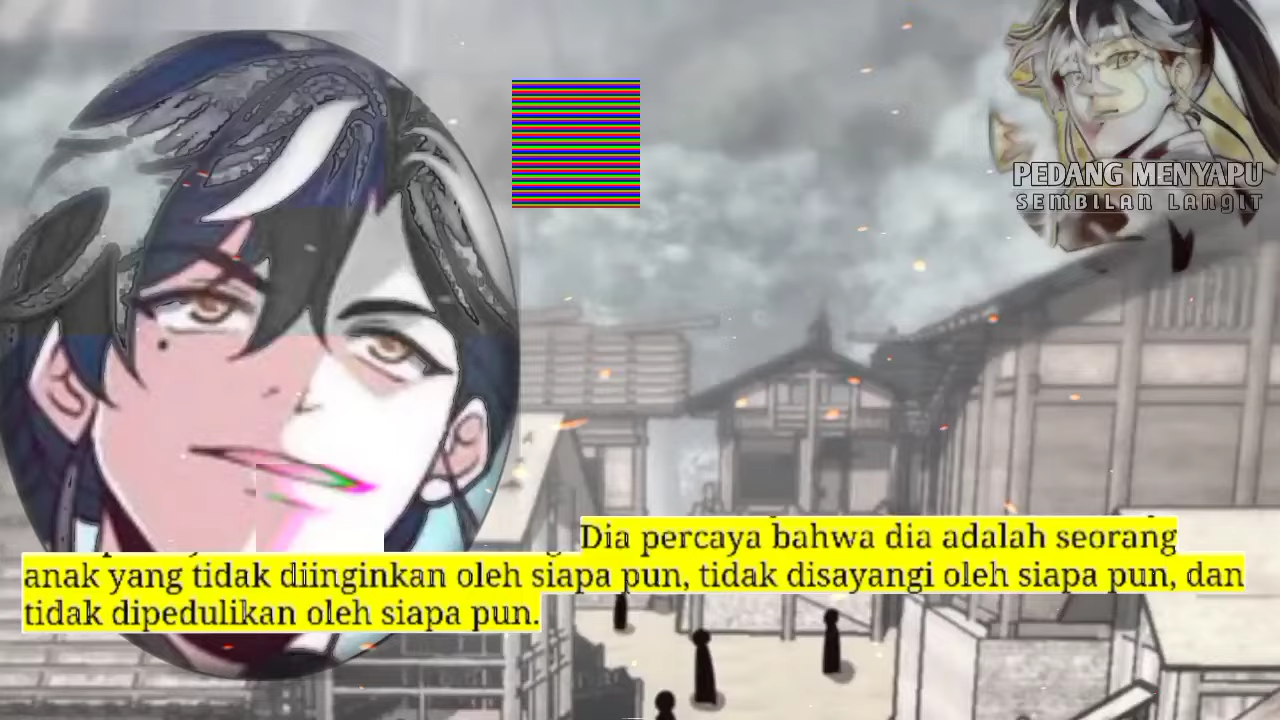 PEDANG MENYAPU
SEMBILAN LANGIT
Dia percaya bahwa dia adalah seorang
anak yang tidak diinginkan oleh siapa pun, tidak disayangi oleh siapa pun, dan
tidak dipedulikan oleh siapa pun.